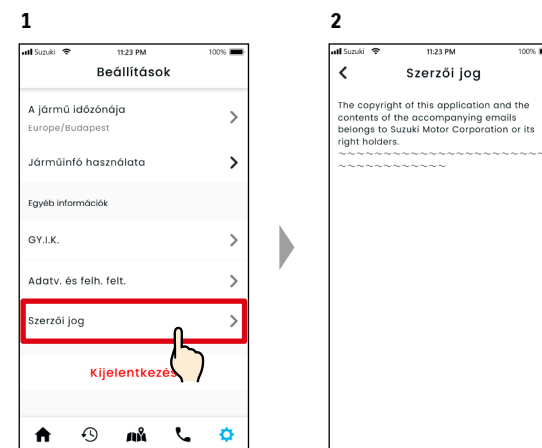 1
Suzuki 11:23 PM 100%
Beállítások
A jármű időzónája
Europe/Budapest
Járműinfó használata
Egyéb információk
GY.I.K.
Adatv. és felh. felt.
Szerzői jog
Kijelentkezés
2
Suzuki 11:23 PM 100%
Szerzői jog
The copyright of this application and the
contents of the accompanying emails
belongs to Suzuki Motor Corporation or its
right holders.